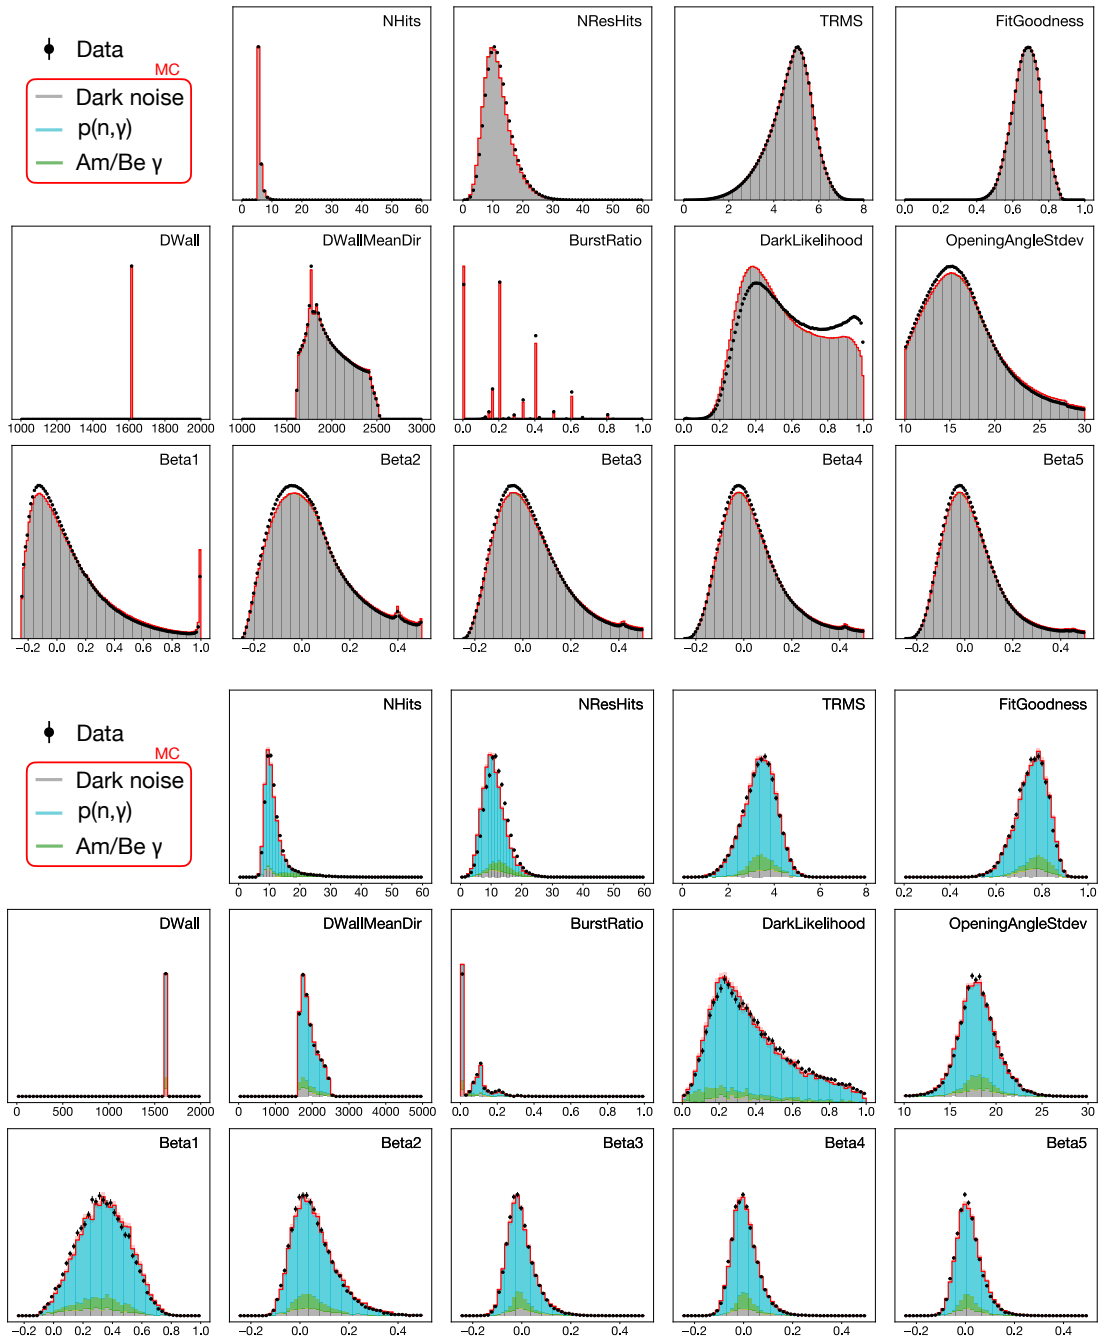 NHits
NResHits
TRMS
FitGoodness
Data
MC
Dark noise
p(n,γ)
Am/Be γ
0 10 20 30 40 50 60
0 10 20 30 40 50 60
0 2 4 6 8
0.0 0.2 0.4 0.6 0.8 1.0
DWall
DWallMeanDir
BurstRatio
DarkLikelihood
OpeningAngleStdev
1000 1200 1400 1600 1800 2000
1000 1500 2000 2500 3000
0.0 0.2 0.4 0.6 0.8 1.0
0.0 0.2 0.4 0.6 0.8 1.0
10 15 20 25 30
Beta1
Beta2
Beta3
Beta4
Beta5
−0.2 0.0 0.2 0.4 0.6 0.8 1.0
−0.2 0.0 0.2 0.4
−0.2 0.0 0.2 0.4
−0.2 0.0 0.2 0.4
−0.2 0.0 0.2 0.4
NHits
NResHits
TRMS
FitGoodness
Data
MC
Dark noise
p(n,γ)
Am/Be γ
0 10 20 30 40 50 60
0 10 20 30 40 50 60
0 2 4 6 8
0.2 0.4 0.6 0.8 1.0
DWall
DWallMeanDir
BurstRatio
DarkLikelihood
OpeningAngleStdev
0 500 1000 1500 2000
0 1000 2000 3000 4000 5000
0.0 0.2 0.4 0.6 0.8 1.0
0.0 0.2 0.4 0.6 0.8 1.0
10 15 20 25 30
Beta1
Beta2
Beta3
Beta4
Beta5
−0.2 0.0 0.2 0.4 0.6 0.8 1.0
−0.2 0.0 0.2 0.4
−0.2 0.0 0.2 0.4
−0.2 0.0 0.2 0.4
−0.2 0.0 0.2 0.4